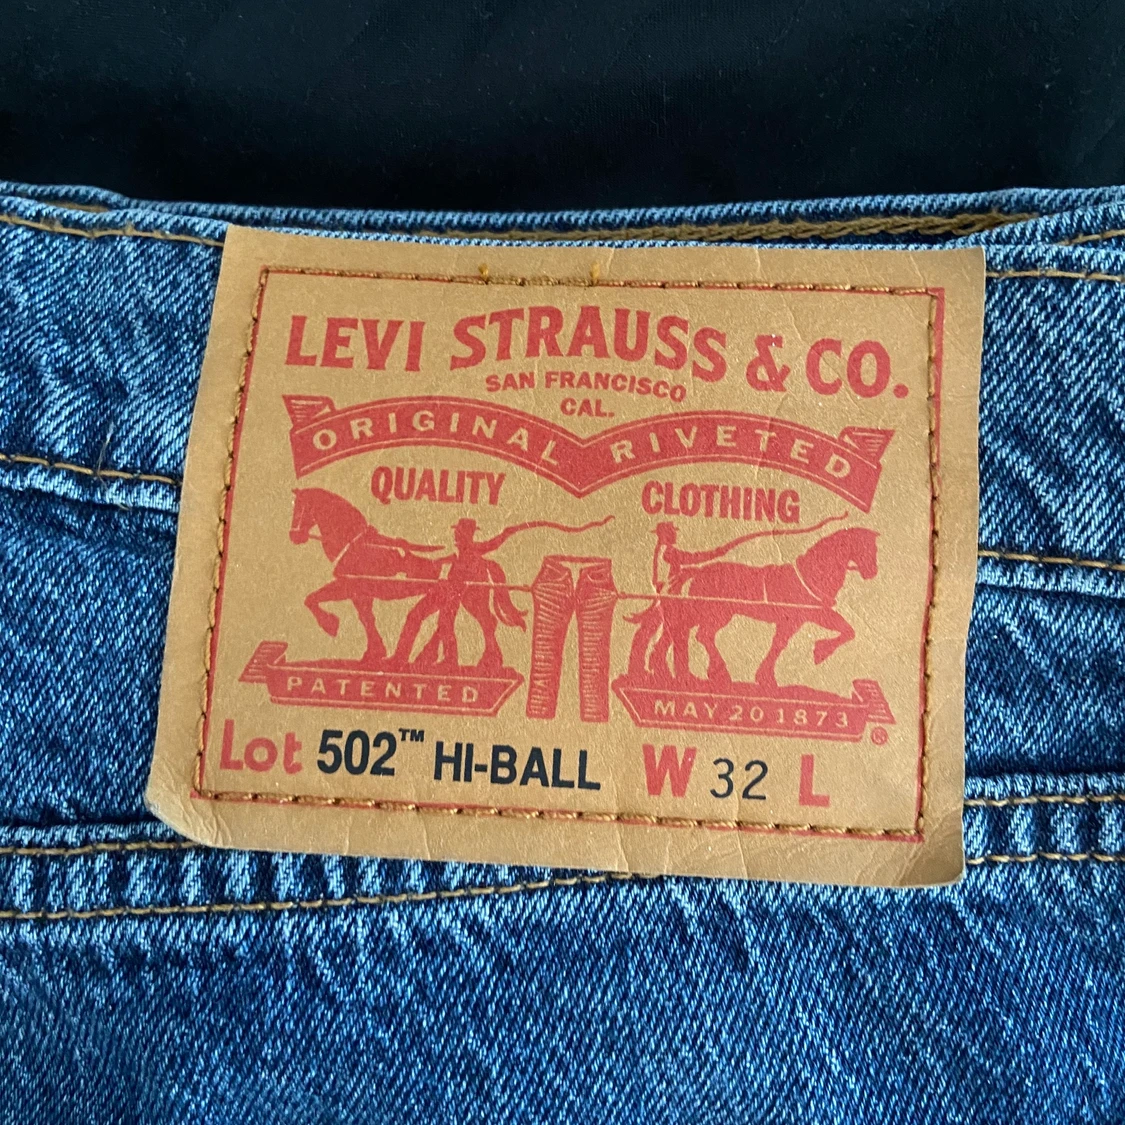 LEVI STRAUSS & CO.
SAN FRANCISCO
CAL.
ORIGINAL RIVETED
QUALITY CLOTHING
PATENTED MAY 20 1873 ®
Lot 502™ HI-BALL W 32 L